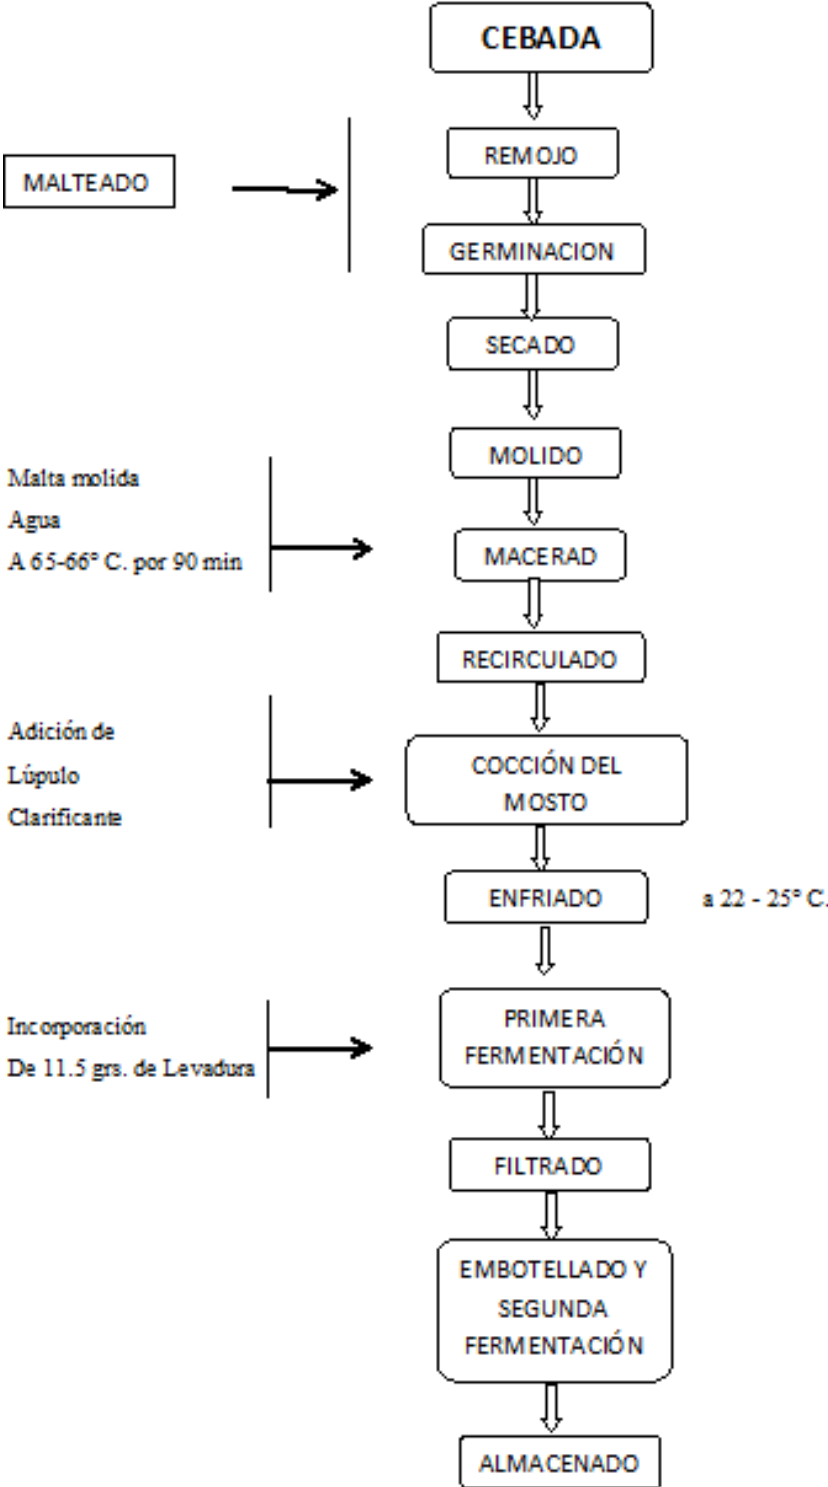 CEBADA
REMOJO
MALTEADO
GERMINACION
SECADO
MOLIDO
Malta molida
Agua
A 65-66° C. por 90 min
MACERAD
RECIRCULADO
Adición de
Lúpulo
Clarificante
COCCIÓN DEL
MOSTO
ENFRIADO
a 22 - 25° C.
PRIMERA
FERMENTACIÓN
Incorporación
De 11.5 grs. de Levadura
FILTRADO
EMBOTELLADO Y
SEGUNDA
FERMENTACIÓN
ALMACENADO